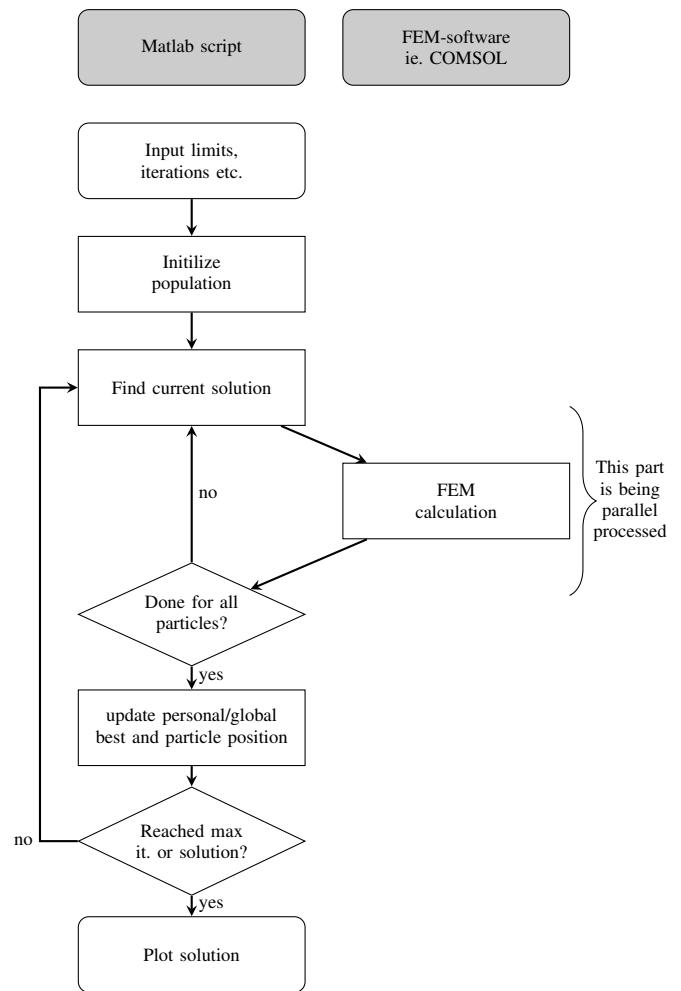 Matlab script
FEM-software
ie. COMSOL
Input limits,
iterations etc.
Initilize
population
Find current solution
no
FEM
calculation
This part
is being
parallel
processed
Done for all
particles?
yes
update personal/global
best and particle position
Reached max
it. or solution?
no
yes
Plot solution